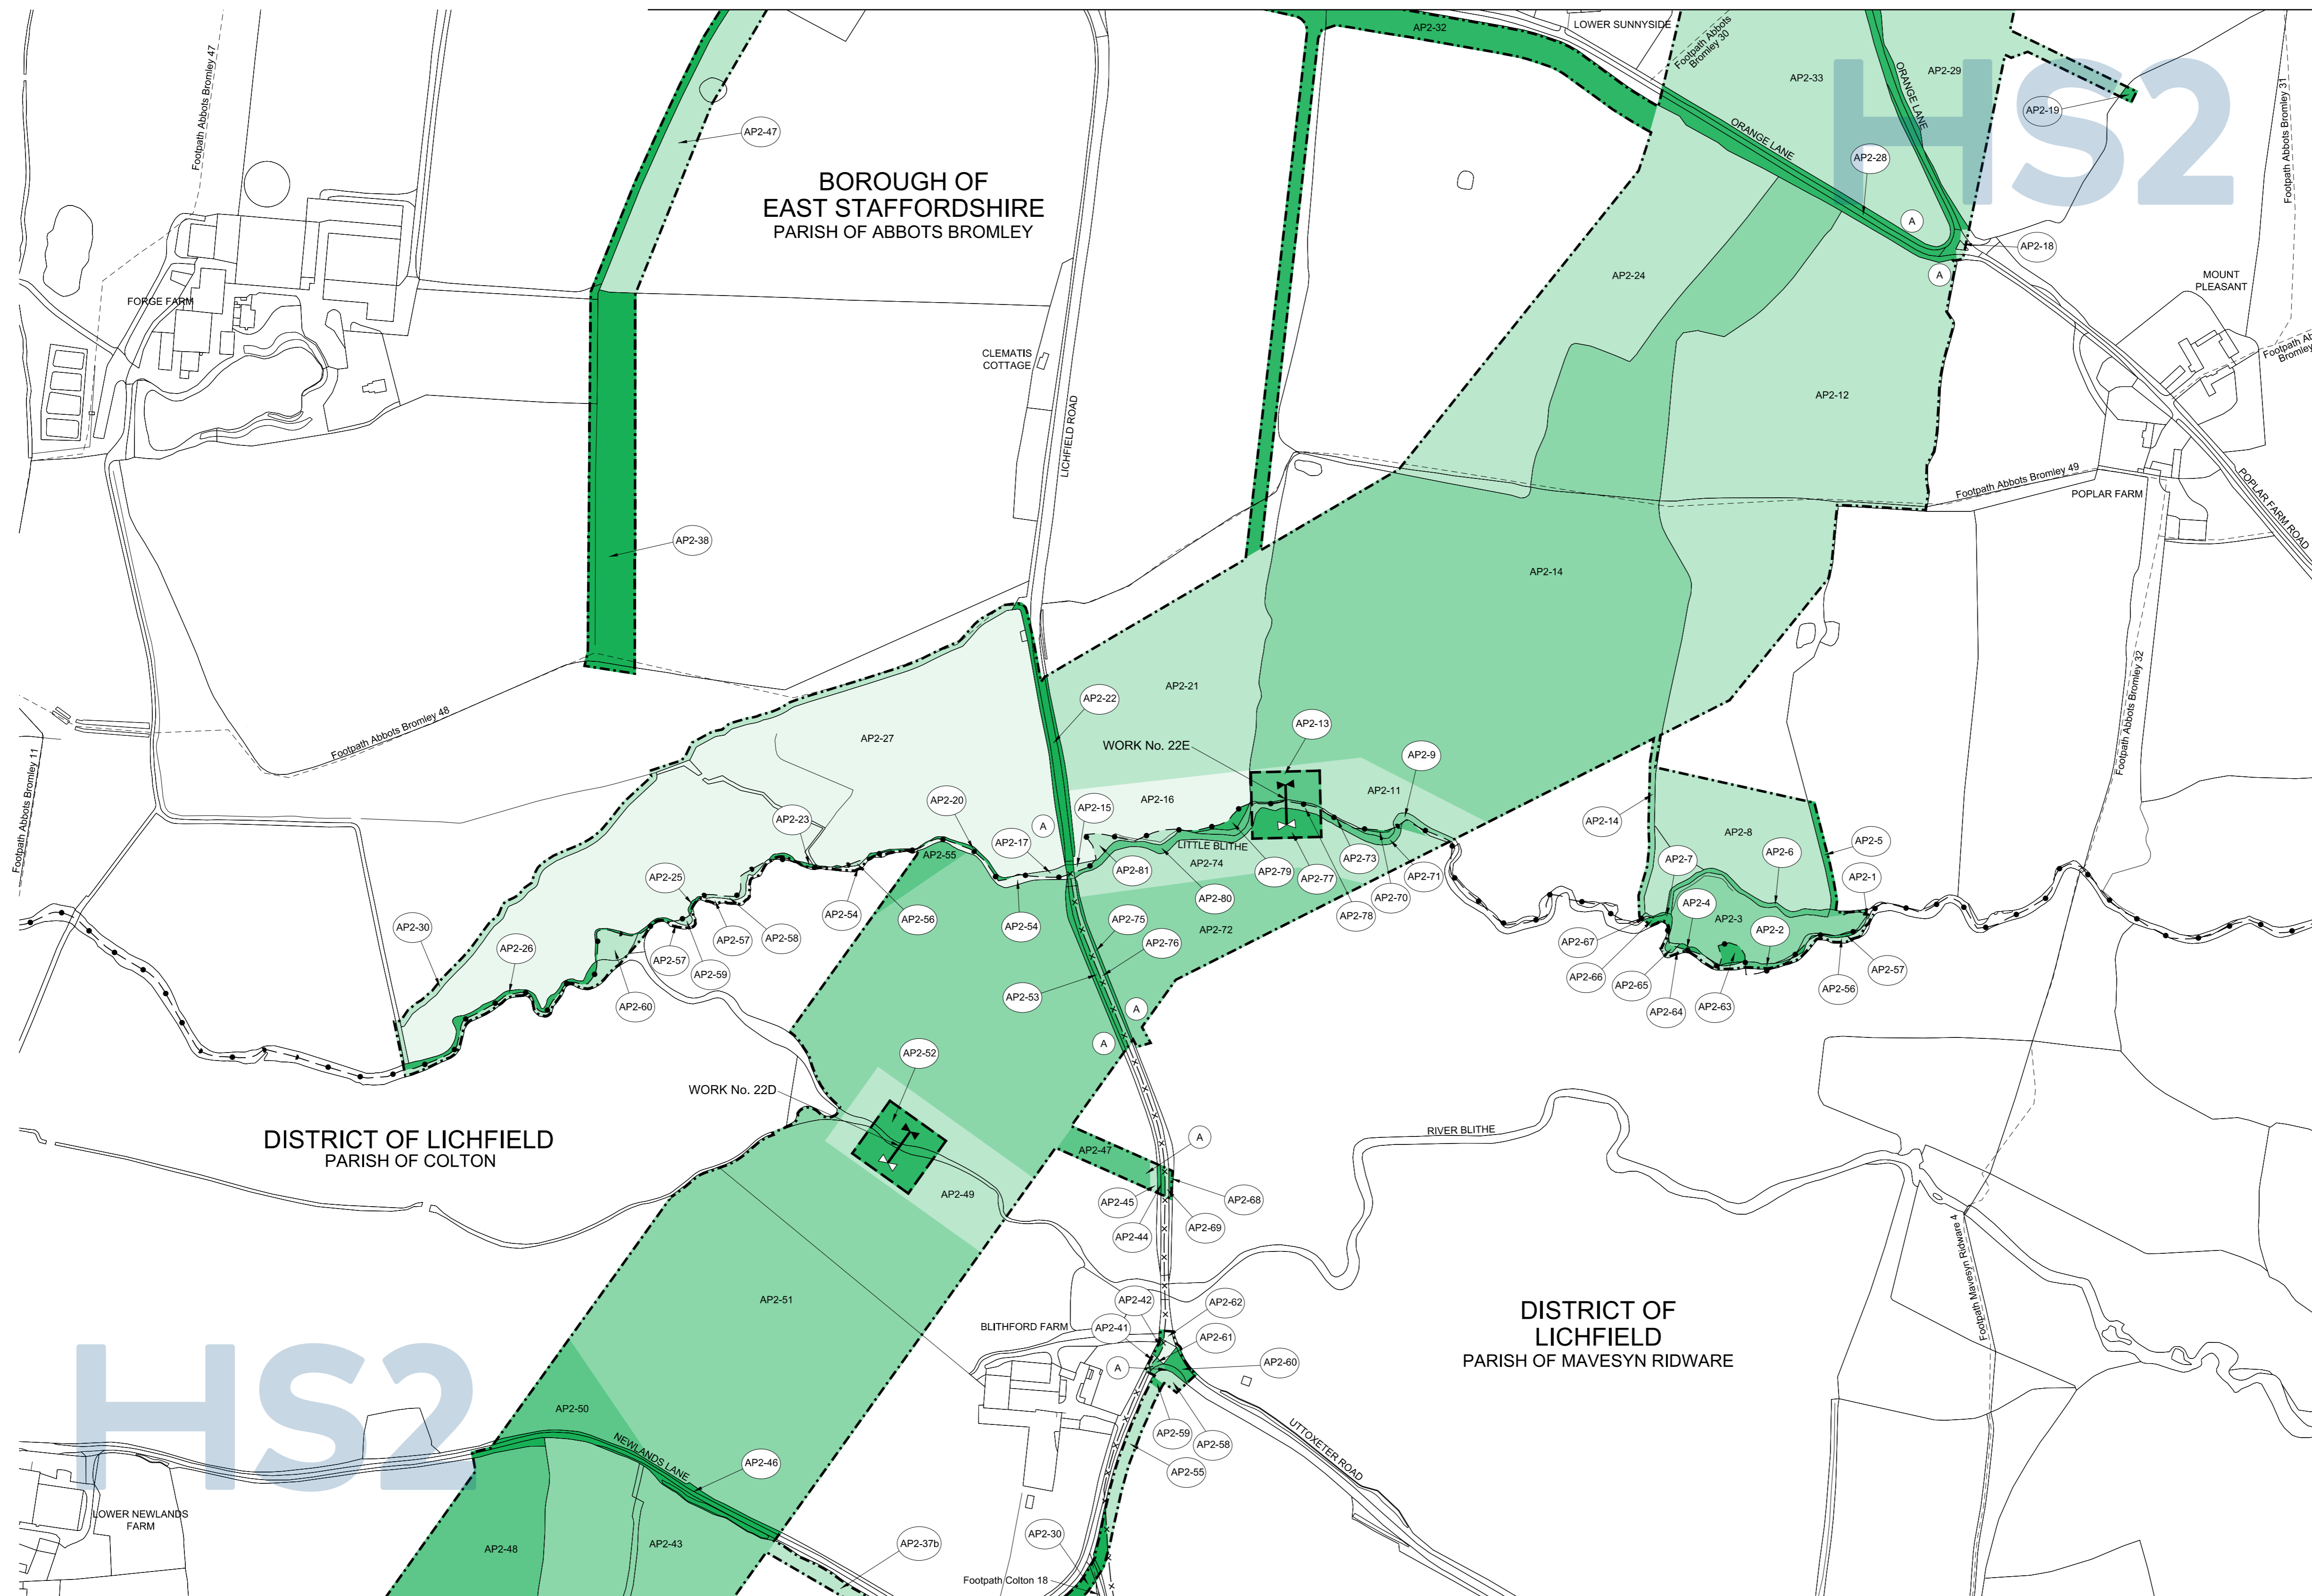 LOWER SUNNYSIDE
AP2-32
Footpath Abbots
Bromley 30
AP2-33
AP2-29
ORANGE LANE
HS2
AP2-19
Footpath Abbots Bromley 31
Footpath Abbots Bromley 47
AP2-47
ORANGE LANE
AP2-28
BOROUGH OF
EAST STAFFORDSHIRE
PARISH OF ABBOTS BROMLEY
A
AP2-18
A
AP2-24
MOUNT
PLEASANT
FORGE FARM
Footpath Ab
Bromley
CLEMATIS
COTTAGE
AP2-12
LICHFIELD ROAD
Footpath Abbots Bromley 49
POPLAR FARM
POPLAR FARM ROAD
AP2-38
AP2-14
Footpath Abbots Bromley 32
AP2-21
AP2-22
Footpath Abbots Bromley 48
AP2-13
AP2-27
WORK No. 22E
AP2-9
Footpath Abbots Bromley 11
AP2-11
AP2-20
AP2-16
AP2-15
AP2-23
A
AP2-14
AP2-8
AP2-5
AP2-17
LITTLE BLITHE
AP2-55
AP2-74
AP2-73
AP2-7
AP2-6
AP2-81
AP2-79
AP2-77
AP2-71
AP2-25
AP2-1
AP2-80
AP2-70
AP2-4
AP2-54
AP2-56
AP2-54
AP2-78
AP2-3
AP2-75
AP2-72
AP2-2
AP2-30
AP2-57
AP2-58
AP2-76
AP2-67
AP2-26
AP2-57
AP2-59
AP2-66
AP2-65
AP2-57
AP2-56
AP2-53
AP2-60
A
AP2-64
AP2-63
A
AP2-52
WORK No. 22D
DISTRICT OF LICHFIELD
PARISH OF COLTON
RIVER BLITHE
A
AP2-47
AP2-49
AP2-45
AP2-68
AP2-44
AP2-69
Footpath Mavesyn Ridware 4
AP2-51
AP2-42
AP2-62
BLITHFORD FARM
AP2-41
AP2-61
A
AP2-60
DISTRICT OF
LICHFIELD
PARISH OF MAVESYN RIDWARE
HS2
AP2-50
AP2-59
AP2-58
NEWLANDS LANE
AP2-46
AP2-55
UTTOXETER ROAD
LOWER NEWLANDS
FARM
AP2-48
AP2-43
AP2-37b
AP2-30
Footpath Colton 18